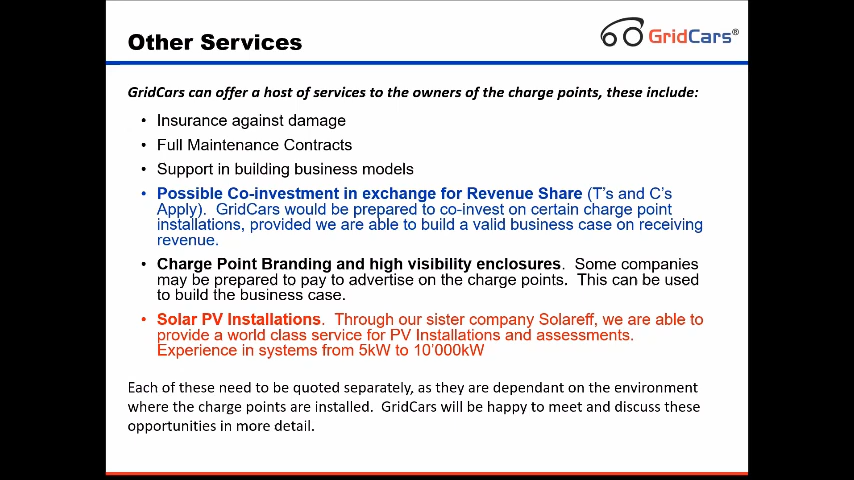 Other Services
GridCars®
GridCars can offer a host of services to the owners of the charge points, these include:
• Insurance against damage
• Full Maintenance Contracts
• Support in building business models
• Possible Co-investment in exchange for Revenue Share (T's and C's
Apply). GridCars would be prepared to co-invest on certain charge point
installations, provided we are able to build a valid business case on receiving
revenue.
• Charge Point Branding and high visibility enclosures. Some companies
may be prepared to pay to advertise on the charge points. This can be used
to build the business case.
• Solar PV Installations. Through our sister company Solareff, we are able to
provide a world class service for PV Installations and assessments.
Experience in systems from 5kW to 10'000kW
Each of these need to be quoted separately, as they are dependant on the environment
where the charge points are installed. GridCars will be happy to meet and discuss these
opportunities in more detail.